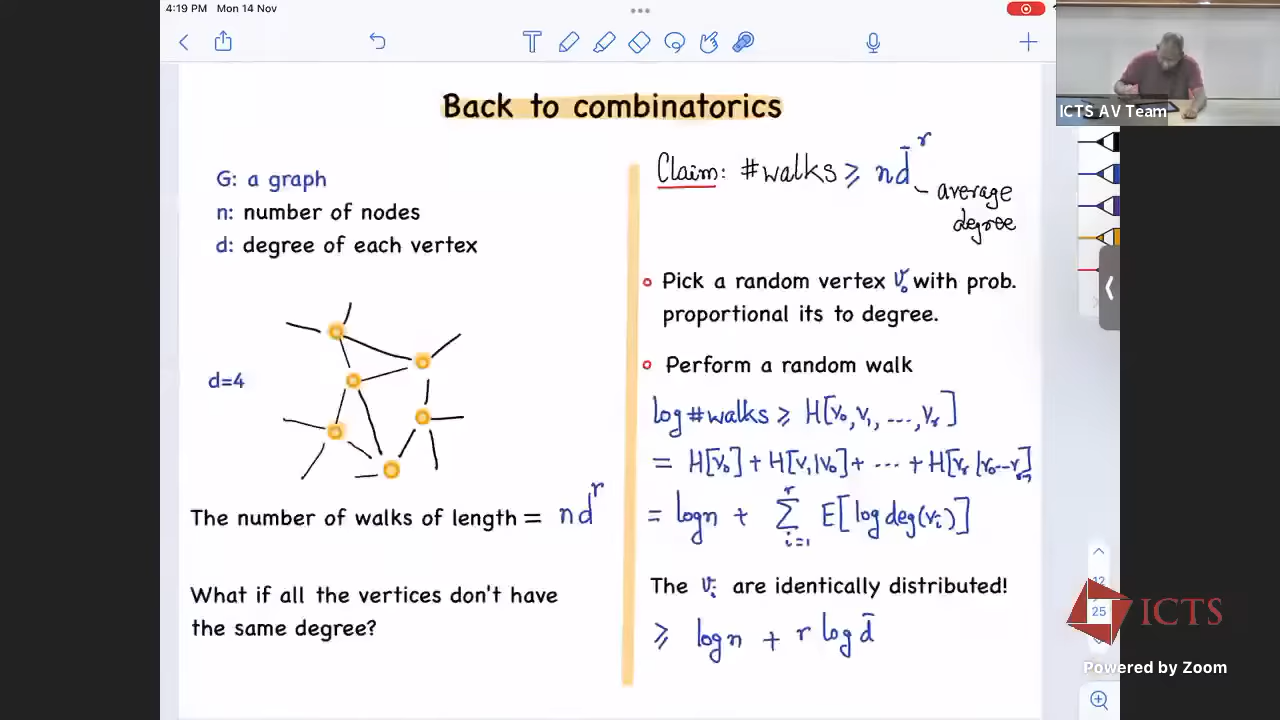 4:19 PM Mon 14 Nov
ICTS AV Team
Back to combinatorics
G: a graph
n: number of nodes
d: degree of each vertex
d=4
The number of walks of length = nd^r
What if all the vertices don't have
the same degree?
Claim: #walks ≥ n d̄^r
average
degree
Pick a random vertex v₀ with prob.
proportional its to degree.
Perform a random walk
log #walks ≥ H[v₀, v₁, ..., vᵣ]
= H[v₀] + H[v₁|v₀] + ... + H[vᵣ|v₀...vᵣ₋₁]
= log n + Σ_{i=1}^{r} E[log deg(vᵢ)]
The vᵢ are identically distributed!
≥ log n + r log d̄
12
25
ICTS
Powered by Zoom